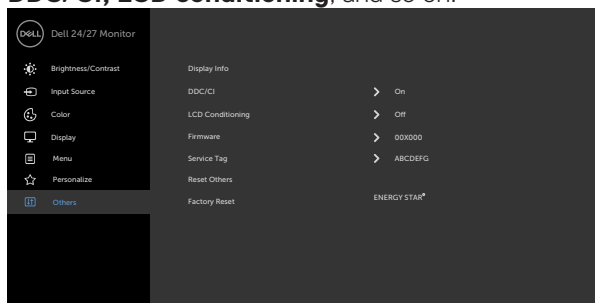 DDC/CI, LCD conditioning, and so on.
DELL
Dell 24/27 Monitor
Brightness/Contrast
Input Source
Color
Display
Menu
Personalize
Others
Display Info
DDC/CI > On
LCD Conditioning > Off
Firmware > 00X000
Service Tag > ABCDEFG
Reset Others
Factory Reset ENERGY STAR®